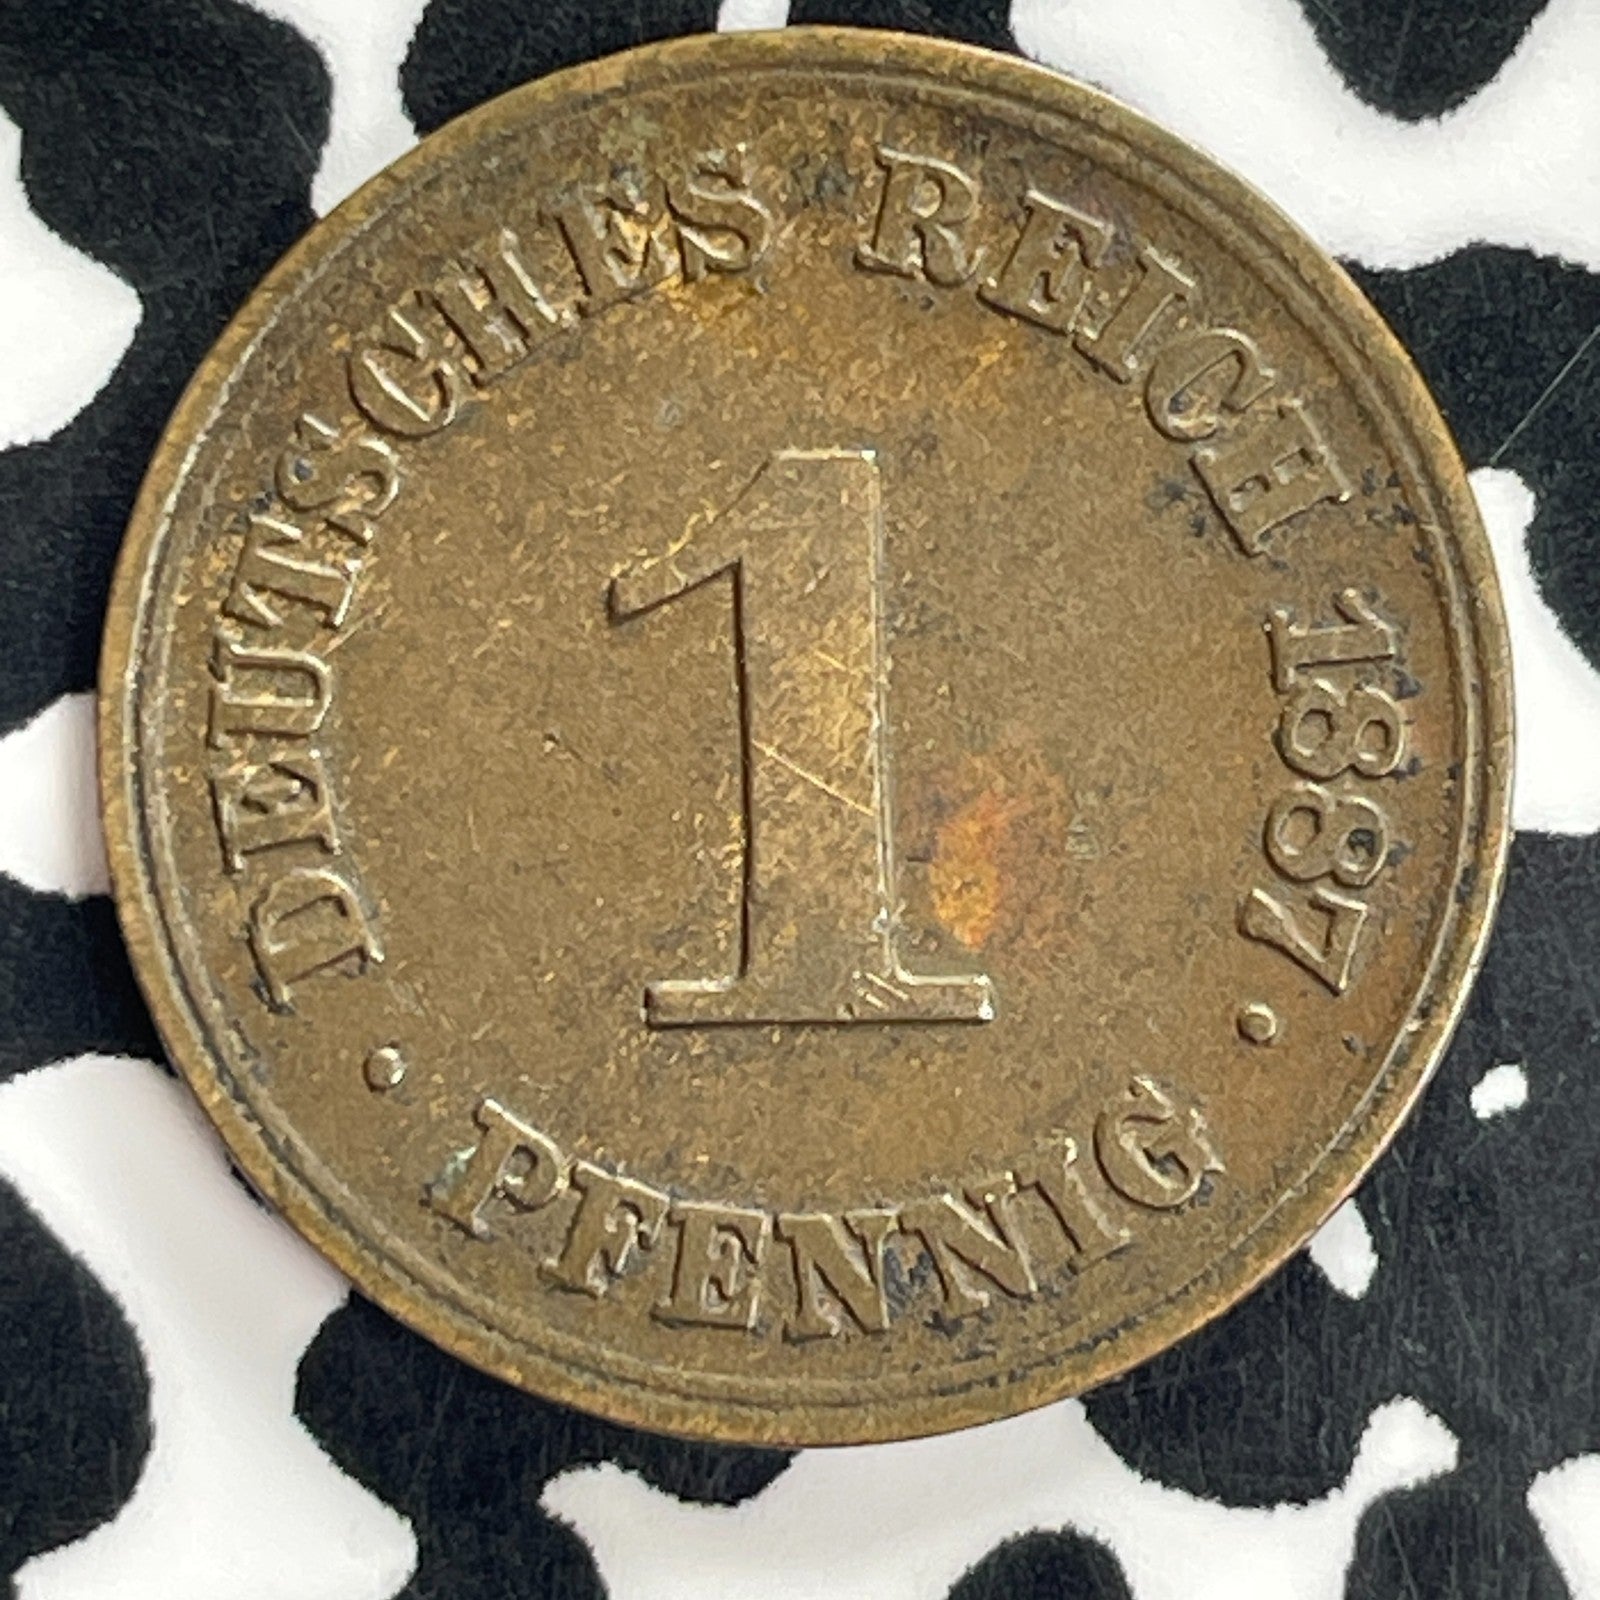 DEUTSCHES REICH 1887
1
· PFENNIG ·